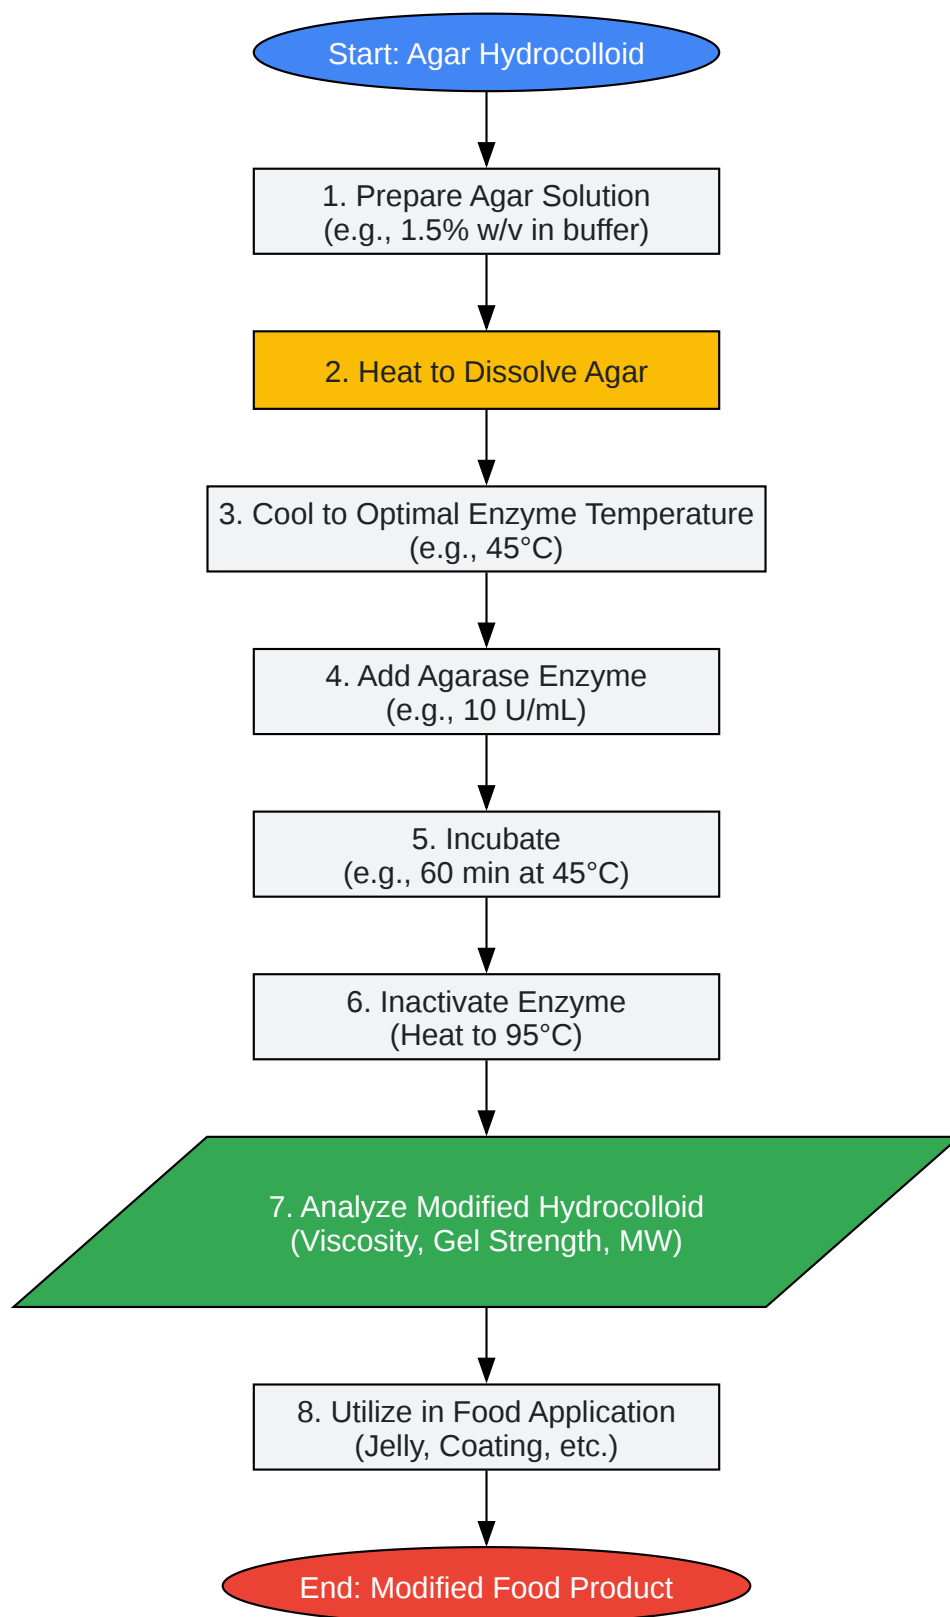 Start: Agar Hydrocolloid
1. Prepare Agar Solution
(e.g., 1.5% w/v in buffer)
2. Heat to Dissolve Agar
3. Cool to Optimal Enzyme Temperature
(e.g., 45°C)
4. Add Agarase Enzyme
(e.g., 10 U/mL)
5. Incubate
(e.g., 60 min at 45°C)
6. Inactivate Enzyme
(Heat to 95°C)
7. Analyze Modified Hydrocolloid
(Viscosity, Gel Strength, MW)
8. Utilize in Food Application
(Jelly, Coating, etc.)
End: Modified Food Product